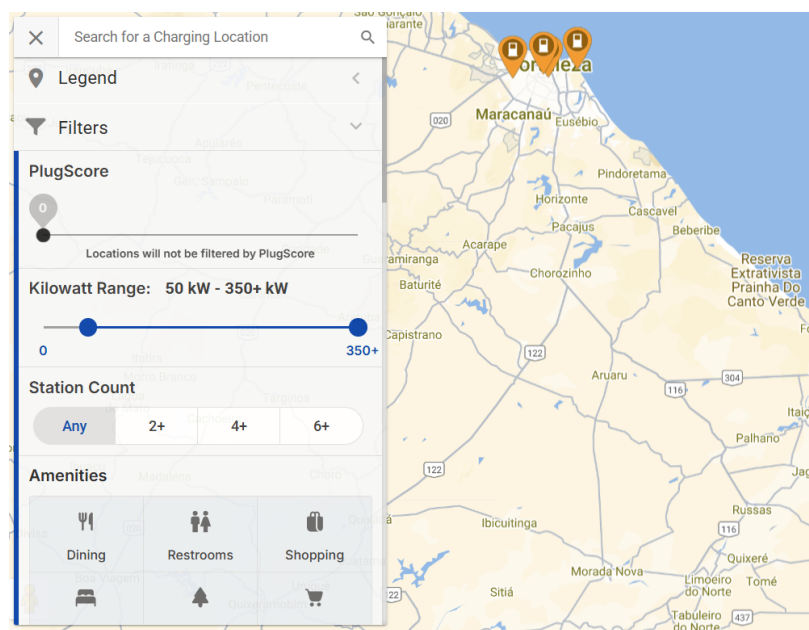 Search for a Charging Location
Legend
Filters
PlugScore
0
Locations will not be filtered by PlugScore
Kilowatt Range: 50 kW - 350+ kW
0
350+
Station Count
Any
2+
4+
6+
Amenities
Dining
Restrooms
Shopping
020
Maracanaú
Eusébio
Pindoretama
Horizonte
Cascavel
Pacajus
Beberibe
Acarape
Reserva
Extrativista
Prainha Do
Canto Verde
Baturité
Chorozinho
122
Aruaru
304
116
Palhano
122
Russas
Ibicuitinga
116
Quixeré
Morada Nova
Limoeiro
do Norte
Tomé
Sitiá
Tabuleiro
do Norte
437